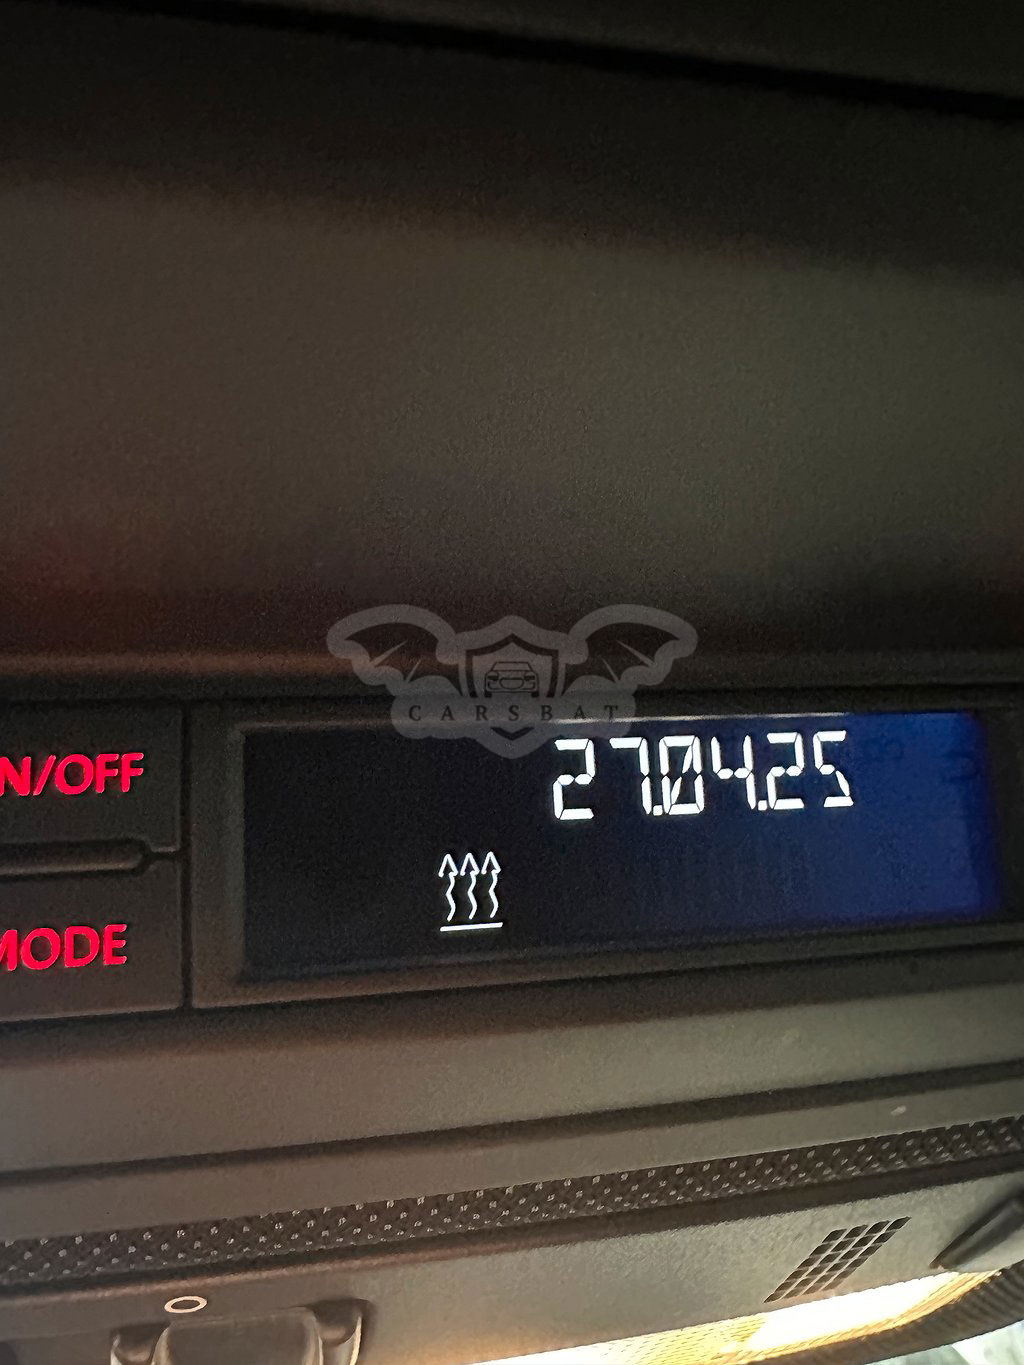 CARSBAT
N/OFF
27.04.25
MODE